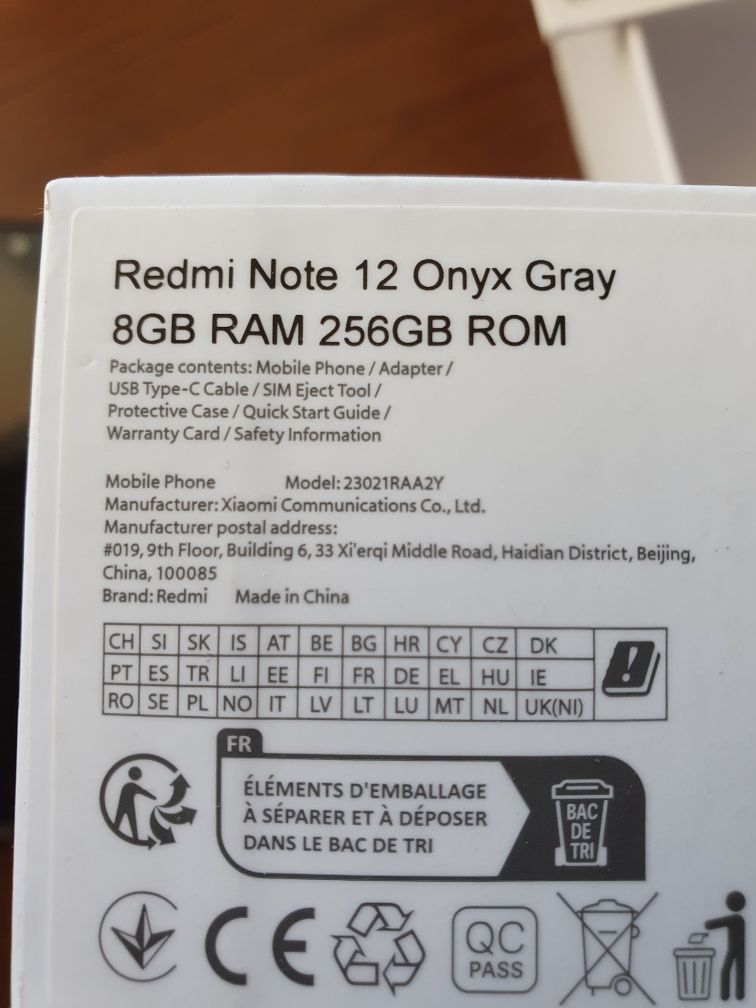 Redmi Note 12 Onyx Gray
8GB RAM 256GB ROM
Package contents: Mobile Phone / Adapter /
USB Type-C Cable / SIM Eject Tool /
Protective Case / Quick Start Guide /
Warranty Card / Safety Information
Mobile Phone Model: 23021RAA2Y
Manufacturer: Xiaomi Communications Co., Ltd.
Manufacturer postal address:
#019, 9th Floor, Building 6, 33 Xi'erqi Middle Road, Haidian District, Beijing,
China, 100085
Brand: Redmi Made in China
CH SI SK IS AT BE BG HR CY CZ DK
PT ES TR LI EE FI FR DE EL HU IE
RO SE PL NO IT LV LT LU MT NL UK(NI)
FR
ÉLÉMENTS D'EMBALLAGE
À SÉPARER ET À DÉPOSER
DANS LE BAC DE TRI
BAC
DE
TRI
CE
QC
PASS